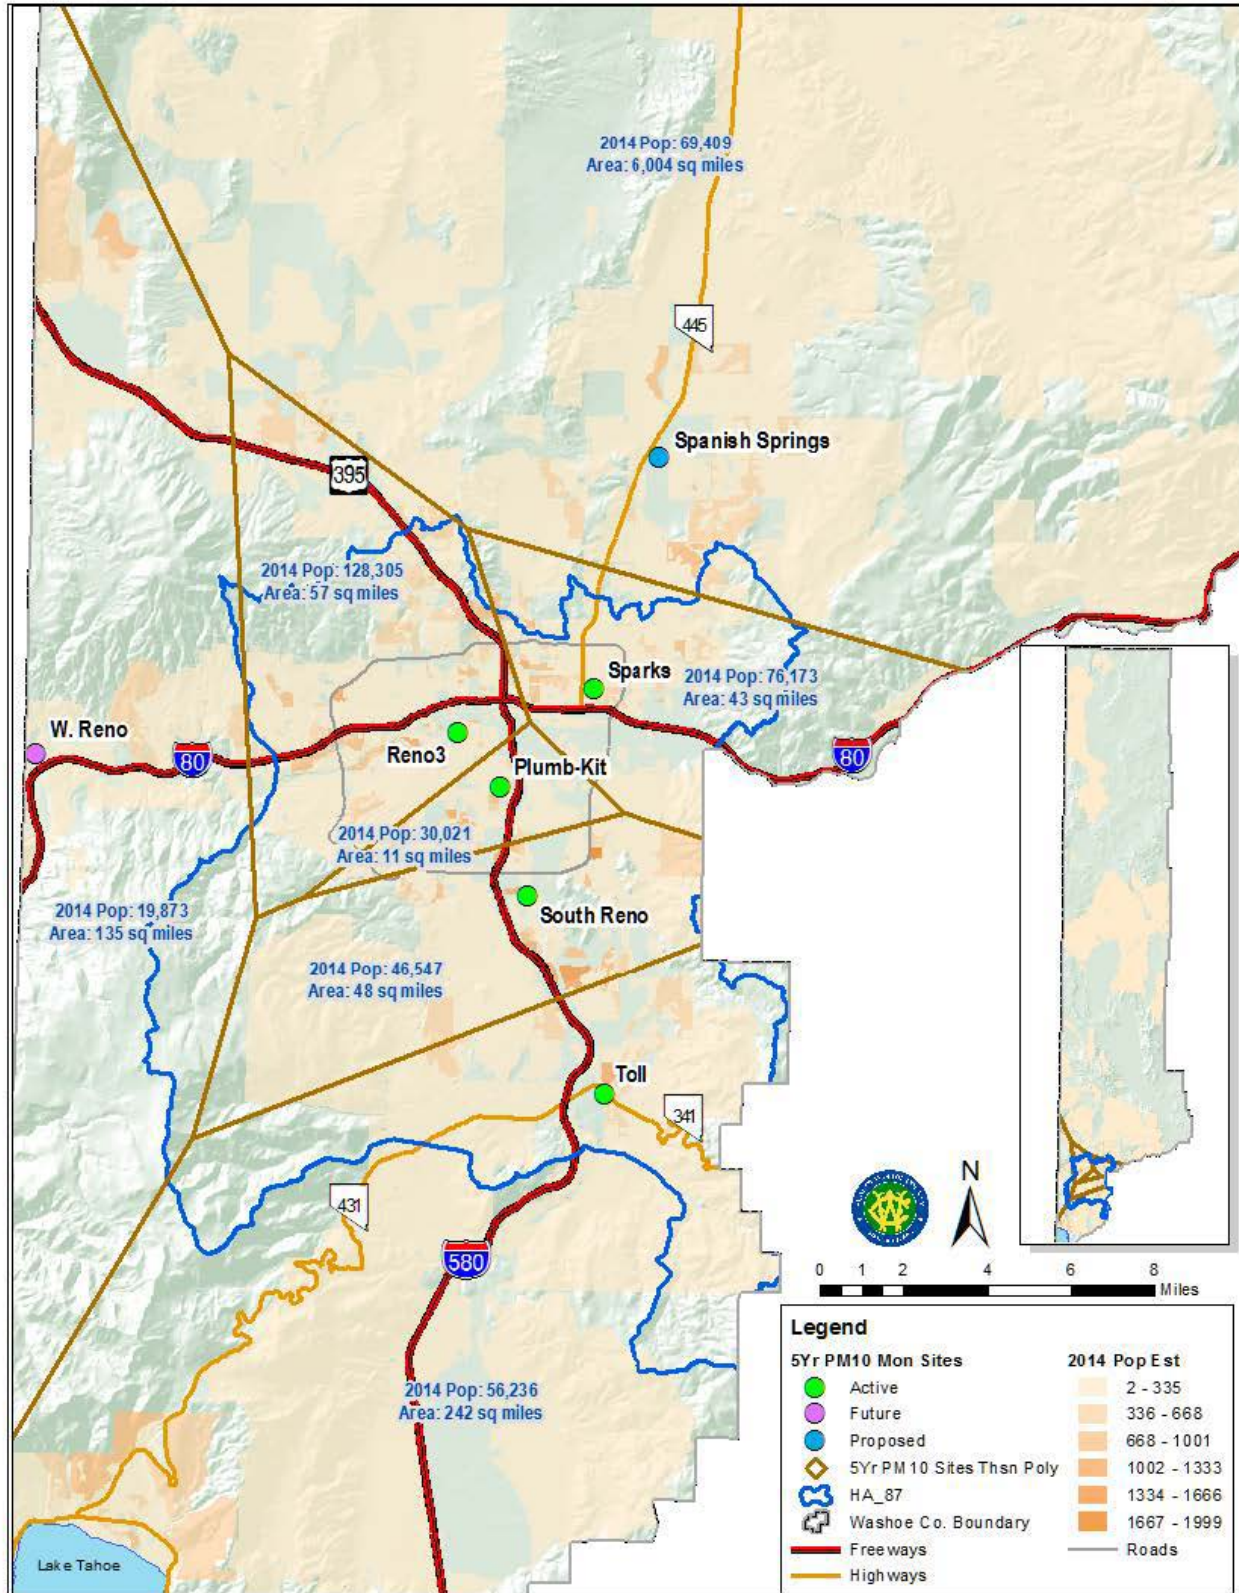 2014 Pop: 69,409
Area: 6,004 sq miles
445
Spanish Springs
395
2014 Pop: 128,305
Area: 57 sq miles
Sparks
2014 Pop: 76,173
Area: 43 sq miles
W. Reno
80
Reno3
Plumb-Kit
80
2014 Pop: 30,021
Area: 11 sq miles
South Reno
2014 Pop: 19,873
Area: 135 sq miles
2014 Pop: 46,547
Area: 48 sq miles
Toll
341
431
N
580
0 1 2 4 6 8
Miles
2014 Pop: 56,236
Area: 242 sq miles
Lake Tahoe
Legend
5Yr PM10 Mon Sites
Active
Future
Proposed
5Yr PM10 Sites Thsn Poly
HA_87
Washoe Co. Boundary
Freeways
Highways
2014 Pop Est
2 - 335
336 - 668
668 - 1001
1002 - 1333
1334 - 1666
1667 - 1999
Roads